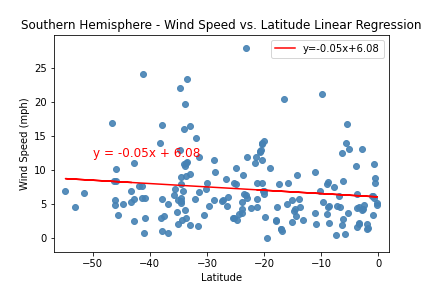 Southern Hemisphere - Wind Speed vs. Latitude Linear Regression
y=-0.05x+6.08
y = -0.05x + 6.08
Wind Speed (mph)
25
20
15
10
5
0
−50
−40
−30
−20
−10
0
Latitude